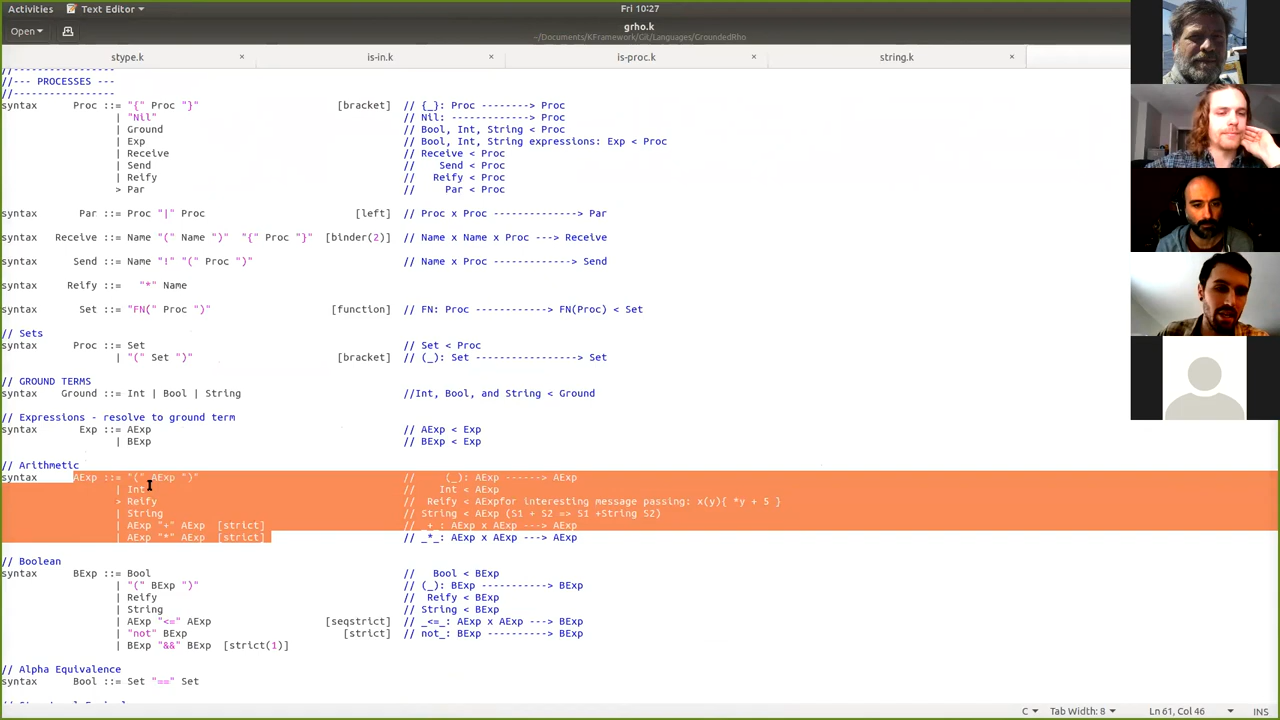 Activities Text Editor Fri 10:27
Open grho.k
~/Documents/KFramework/Git/Languages/GroundedRho
stype.k × is-in.k × is-proc.k × string.k ×
//----------------
//--- PROCESSES ---
//----------------
syntax Proc ::= "{" Proc "}" [bracket] // {_}: Proc --------> Proc
| "Nil" // Nil: -------------> Proc
| Ground // Bool, Int, String < Proc
| Exp // Bool, Int, String expressions: Exp < Proc
| Receive // Receive < Proc
| Send // Send < Proc
| Reify // Reify < Proc
> Par // Par < Proc
syntax Par ::= Proc "|" Proc [left] // Proc x Proc --------------> Par
syntax Receive ::= Name "(" Name ")" "{" Proc "}" [binder(2)] // Name x Name x Proc ---> Receive
syntax Send ::= Name "!" "(" Proc ")" // Name x Proc -------------> Send
syntax Reify ::= "*" Name
syntax Set ::= "FN(" Proc ")" [function] // FN: Proc ------------> FN(Proc) < Set
// Sets
syntax Proc ::= Set // Set < Proc
| "(" Set ")" [bracket] // (_): Set ----------------> Set
// GROUND TERMS
syntax Ground ::= Int | Bool | String //Int, Bool, and String < Ground
// Expressions - resolve to ground term
syntax Exp ::= AExp // AExp < Exp
| BExp // BExp < Exp
// Arithmetic
syntax AExp ::= "(" AExp ")" // (_): AExp ------> AExp
| Int // Int < AExp
> Reify // Reify < AExpfor interesting message passing: x(y){ *y + 5 }
| String // String < AExp (S1 + S2 => S1 +String S2)
| AExp "+" AExp [strict] // _+_: AExp x AExp ---> AExp
| AExp "*" AExp [strict] // _*_: AExp x AExp ---> AExp
// Boolean
syntax BExp ::= Bool // Bool < BExp
| "(" BExp ")" // (_): BExp -----------> BExp
| Reify // Reify < BExp
| String // String < BExp
| AExp "<=" AExp [seqstrict] // _<=_: AExp x AExp ---> BExp
| "not" BExp [strict] // not_: BExp ----------> BExp
| BExp "&&" BExp [strict(1)]
// Alpha Equivalence
syntax Bool ::= Set "==" Set
C Tab Width: 8 Ln 61, Col 46 INS